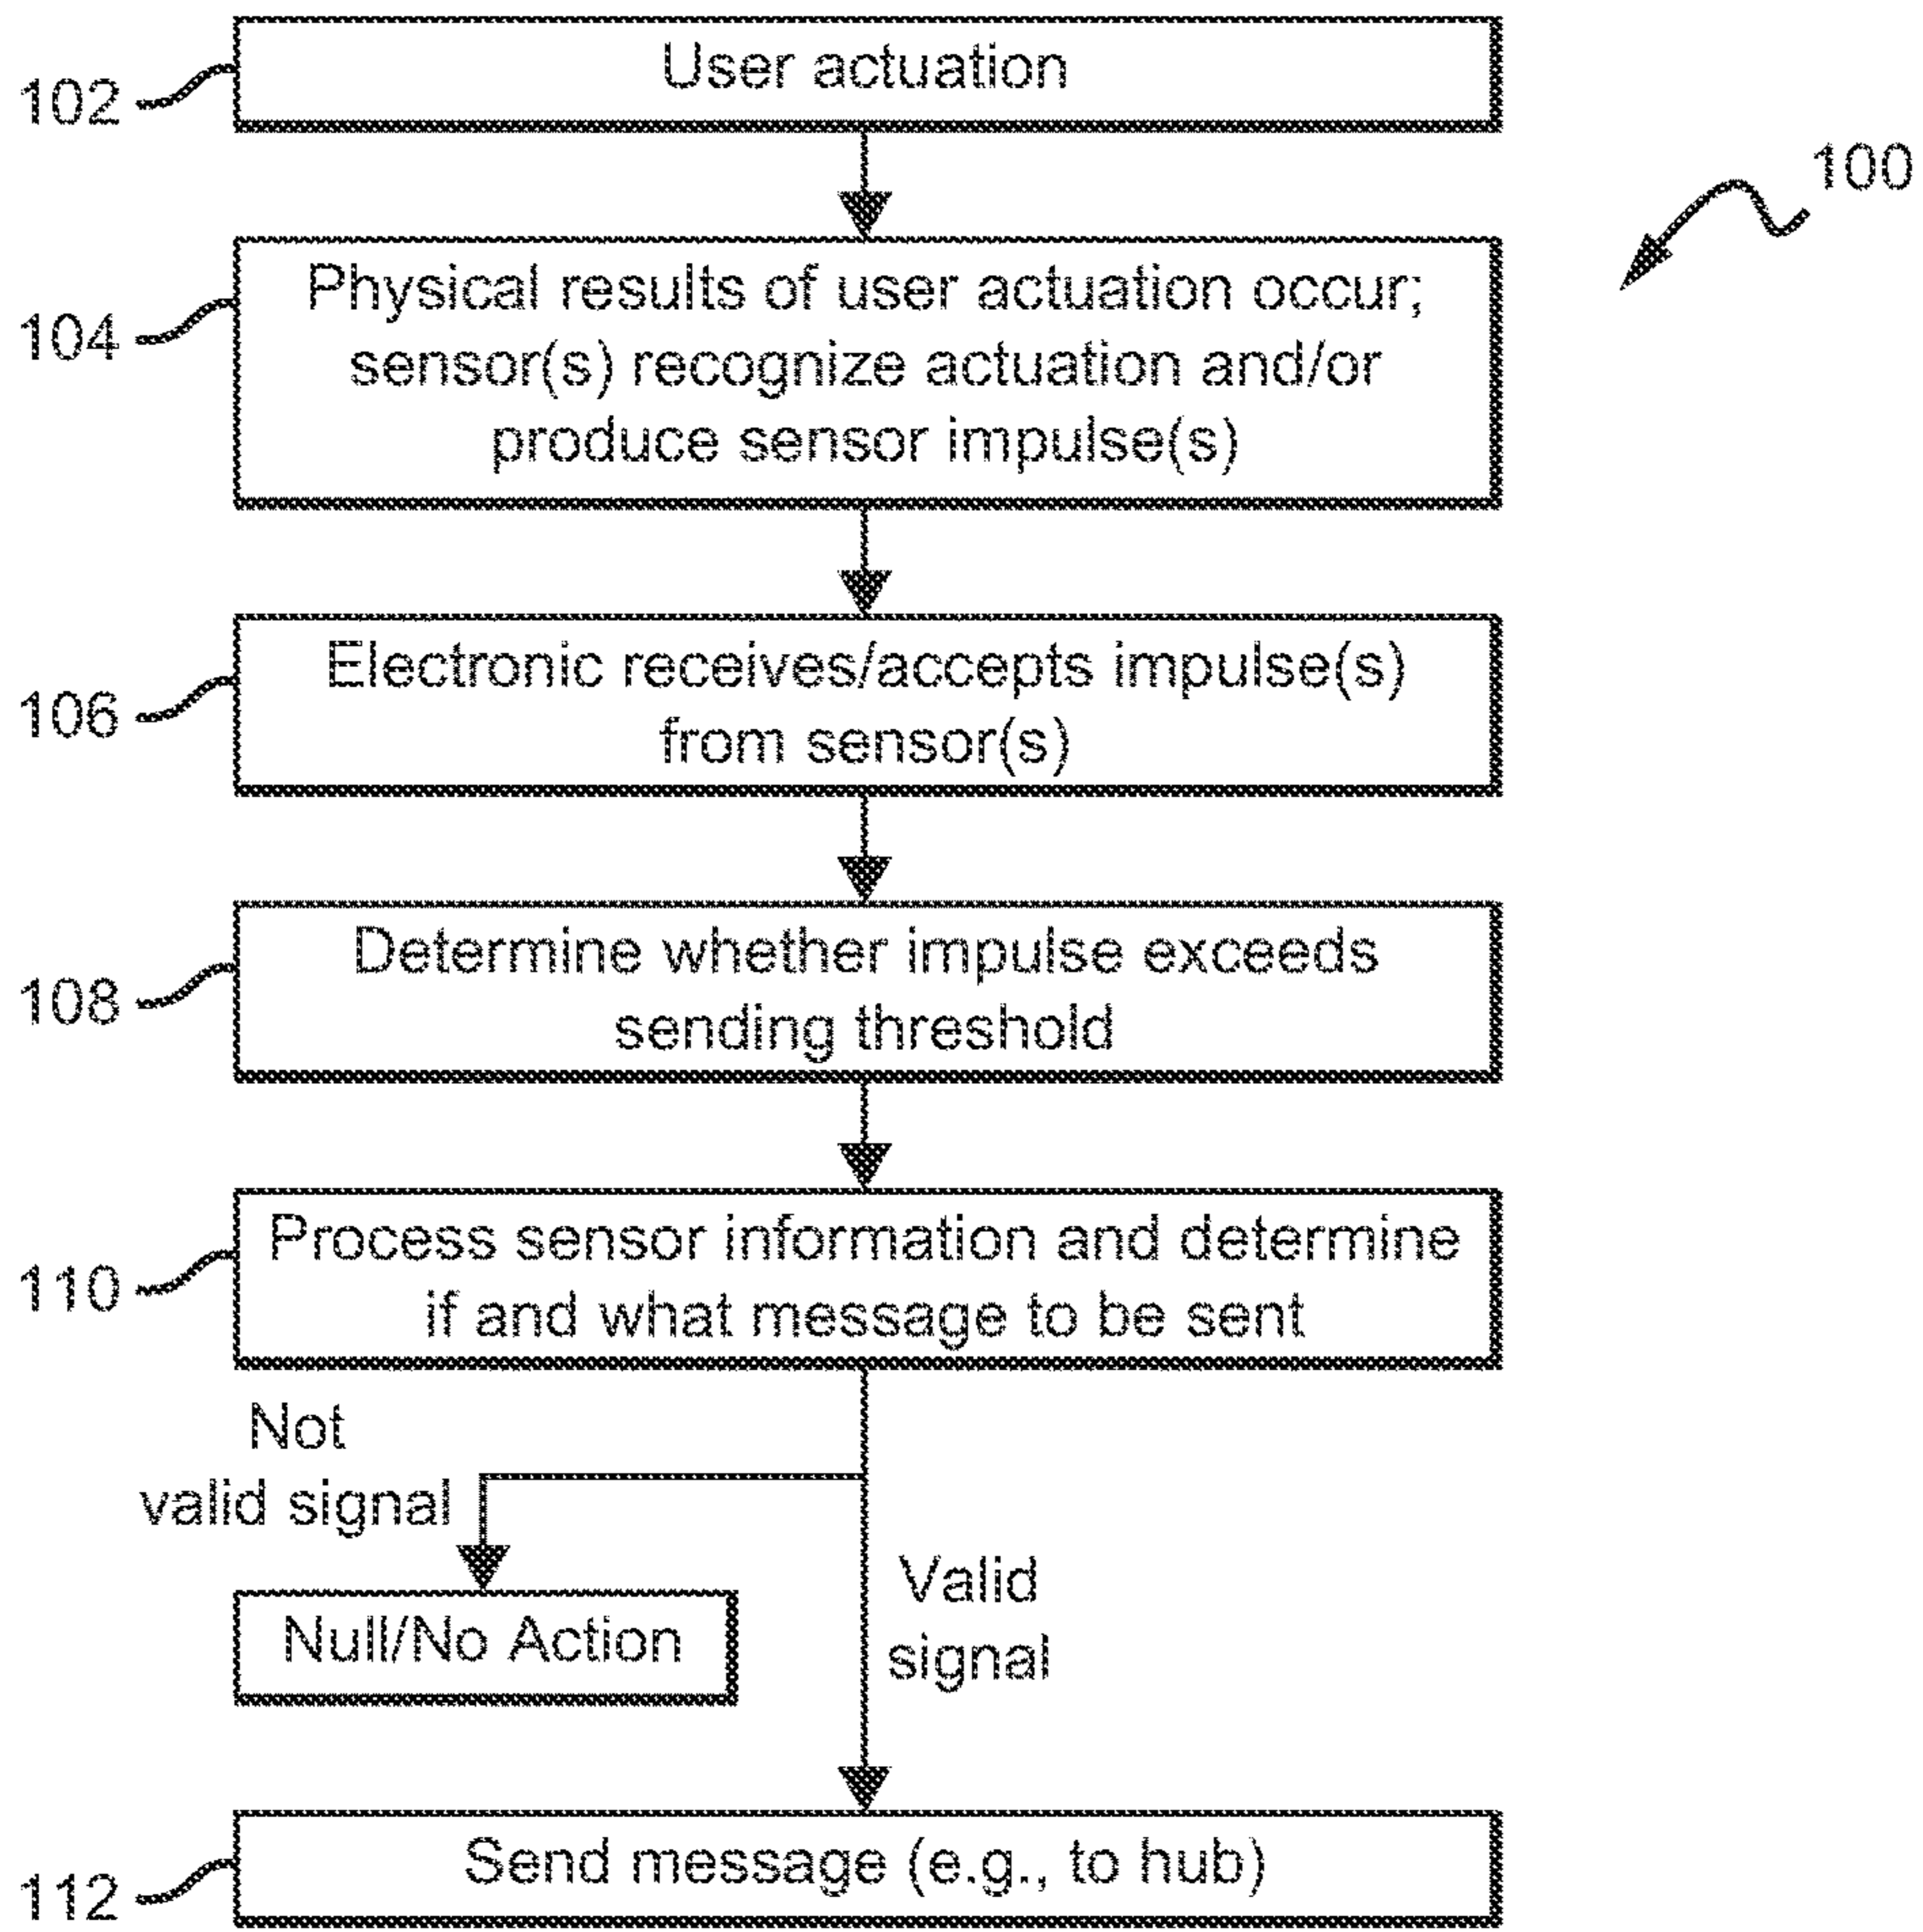 User actuation
102
100
Physical results of user actuation occur;
sensor(s) recognize actuation and/or
produce sensor impulse(s)
104
Electronic receives/accepts impulse(s)
from sensor(s)
106
Determine whether impulse exceeds
sending threshold
108
Process sensor information and determine
if and what message to be sent
110
Not
valid signal
Valid
signal
Null/No Action
Send message (e.g., to hub)
112